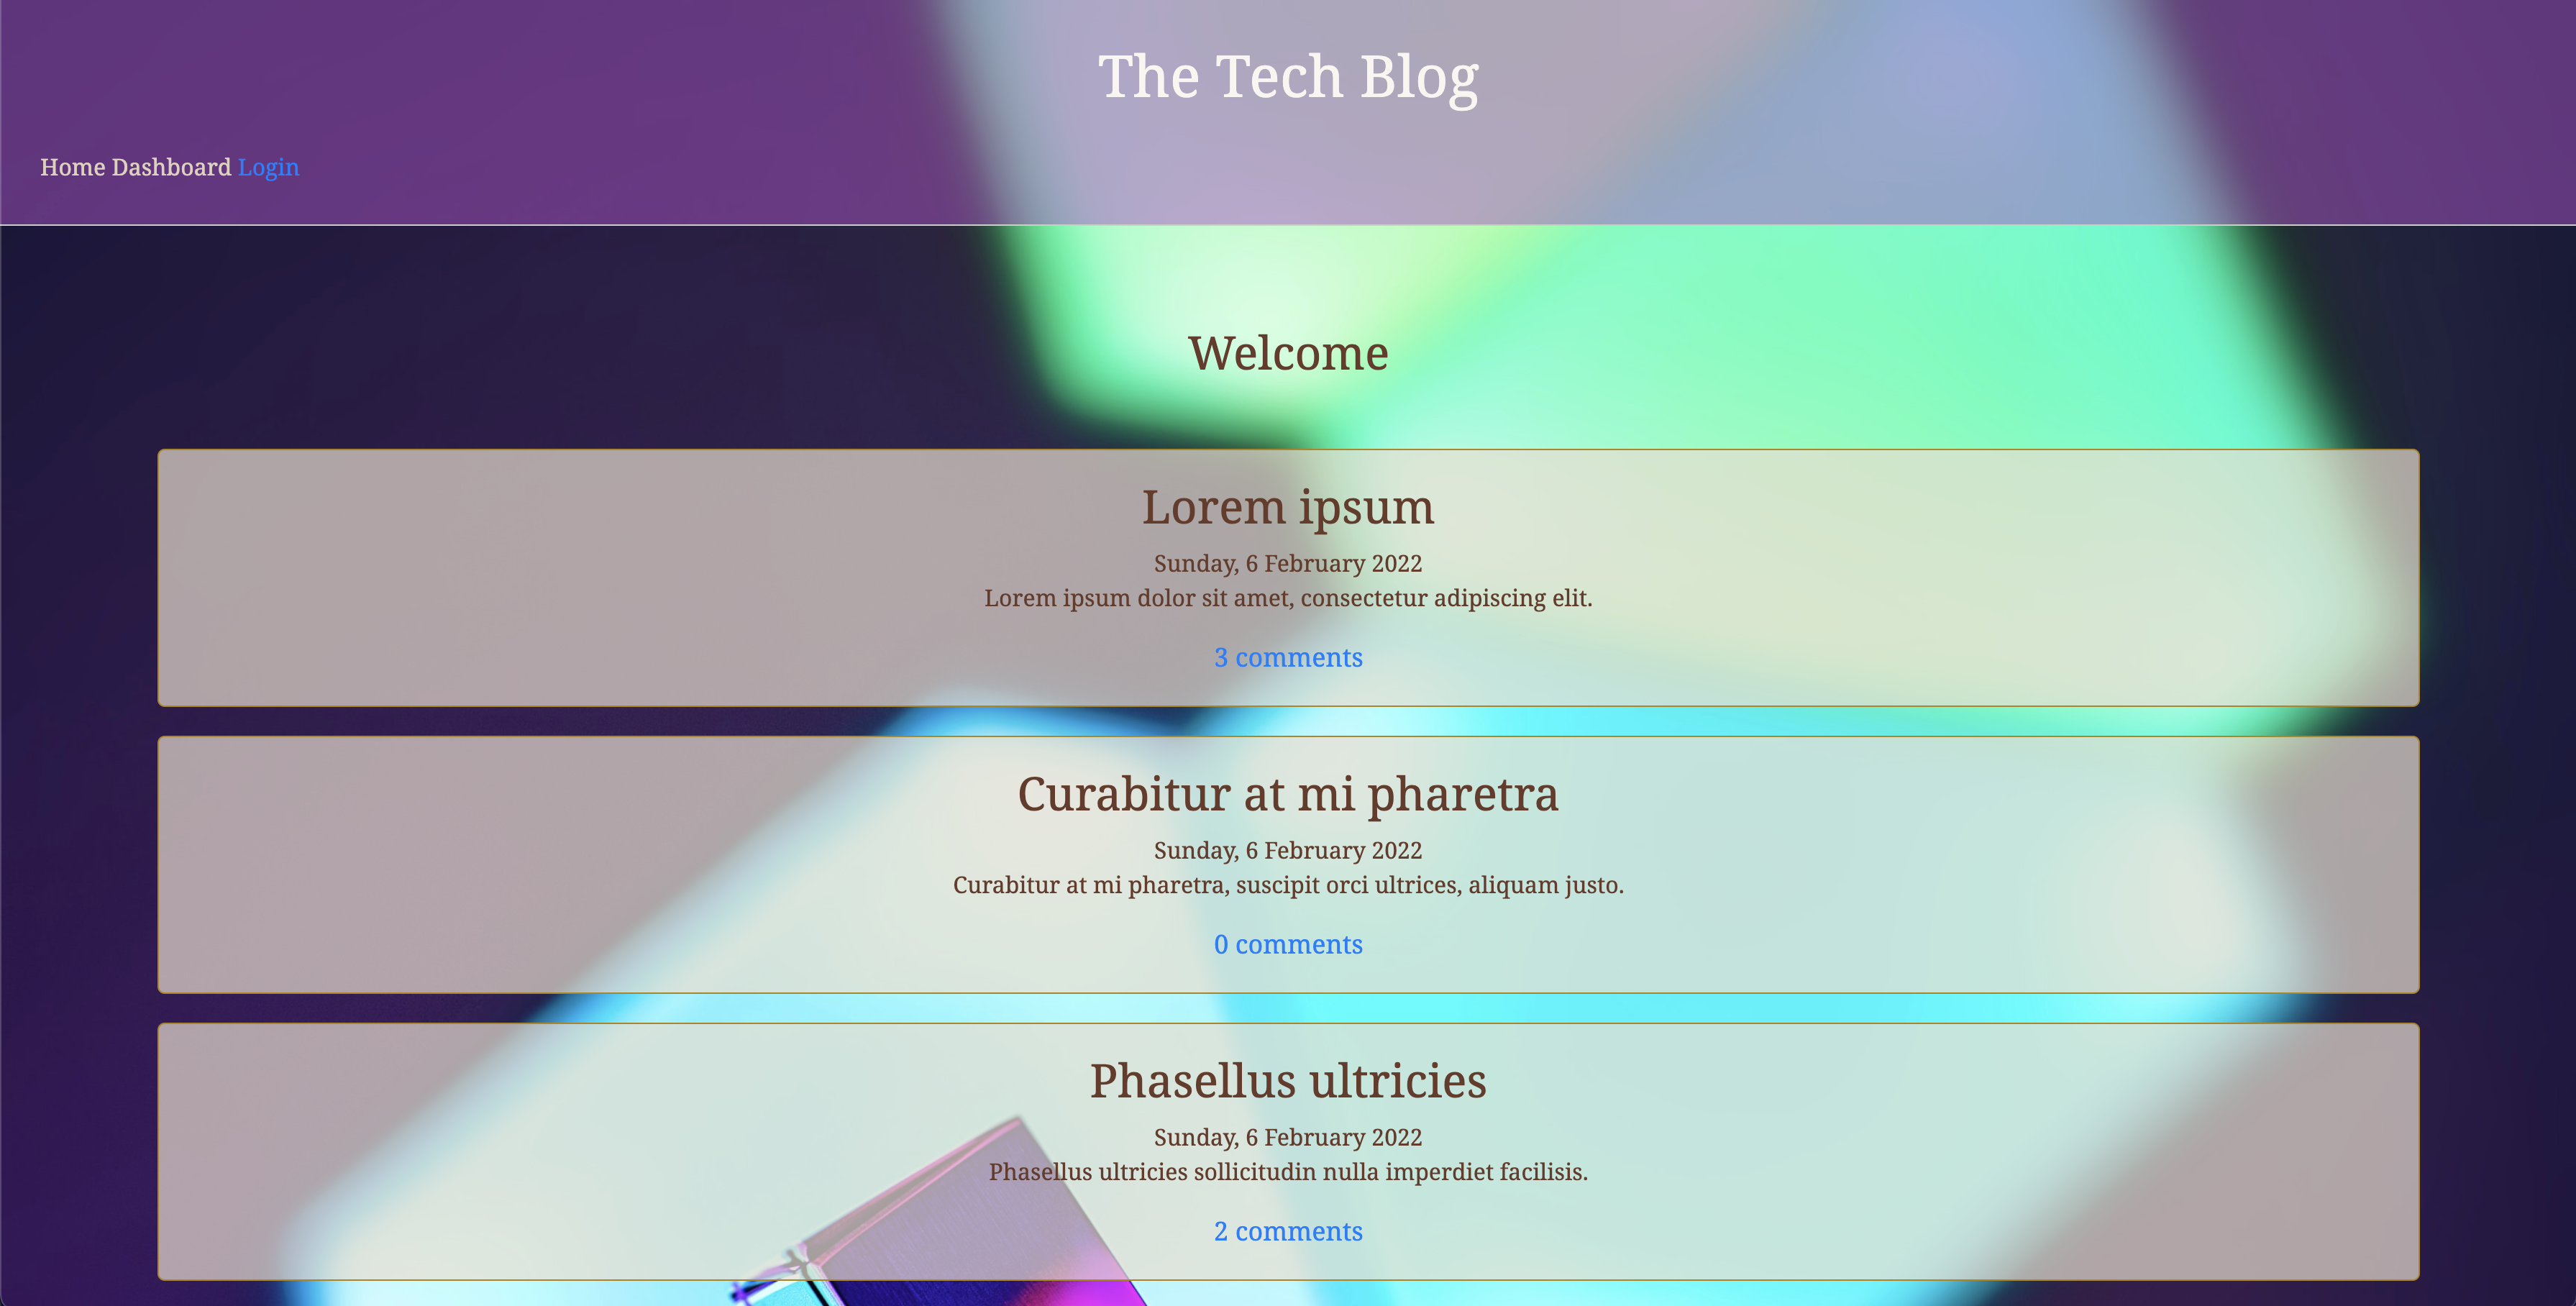 The Tech Blog
Home Dashboard Login
Welcome
Lorem ipsum
Sunday, 6 February 2022
Lorem ipsum dolor sit amet, consectetur adipiscing elit.
3 comments
Curabitur at mi pharetra
Sunday, 6 February 2022
Curabitur at mi pharetra, suscipit orci ultrices, aliquam justo.
0 comments
Phasellus ultricies
Sunday, 6 February 2022
Phasellus ultricies sollicitudin nulla imperdiet facilisis.
2 comments